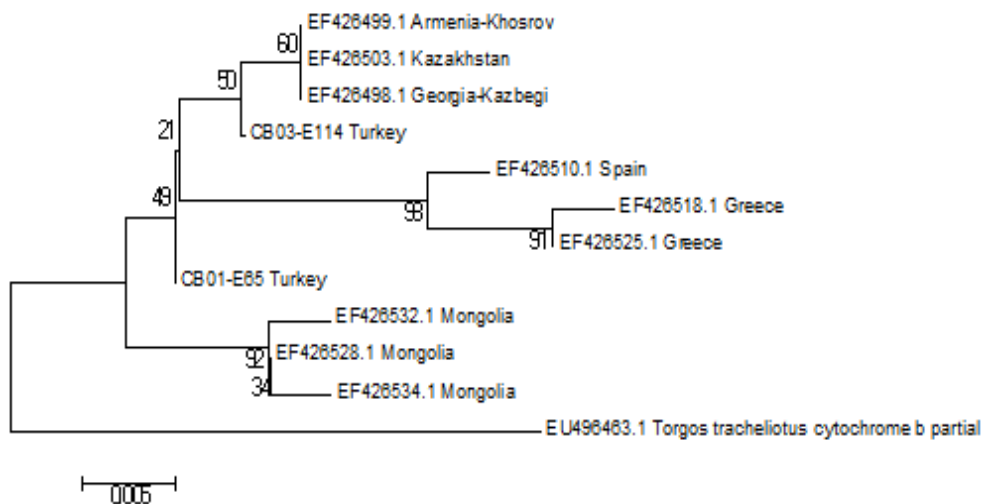 EF426499.1 Armenia-Khosrov
60
EF426503.1 Kazakhstan
50
EF426498.1 Georgia-Kazbegi
21
CB03-E114 Turkey
EF426510.1 Spain
49
98
EF426518.1 Greece
91
EF426525.1 Greece
CB01-E65 Turkey
EF426532.1 Mongolia
92
EF426528.1 Mongolia
34
EF426534.1 Mongolia
EU496463.1 Torgos tracheliotus cytochrome b partial
0.005